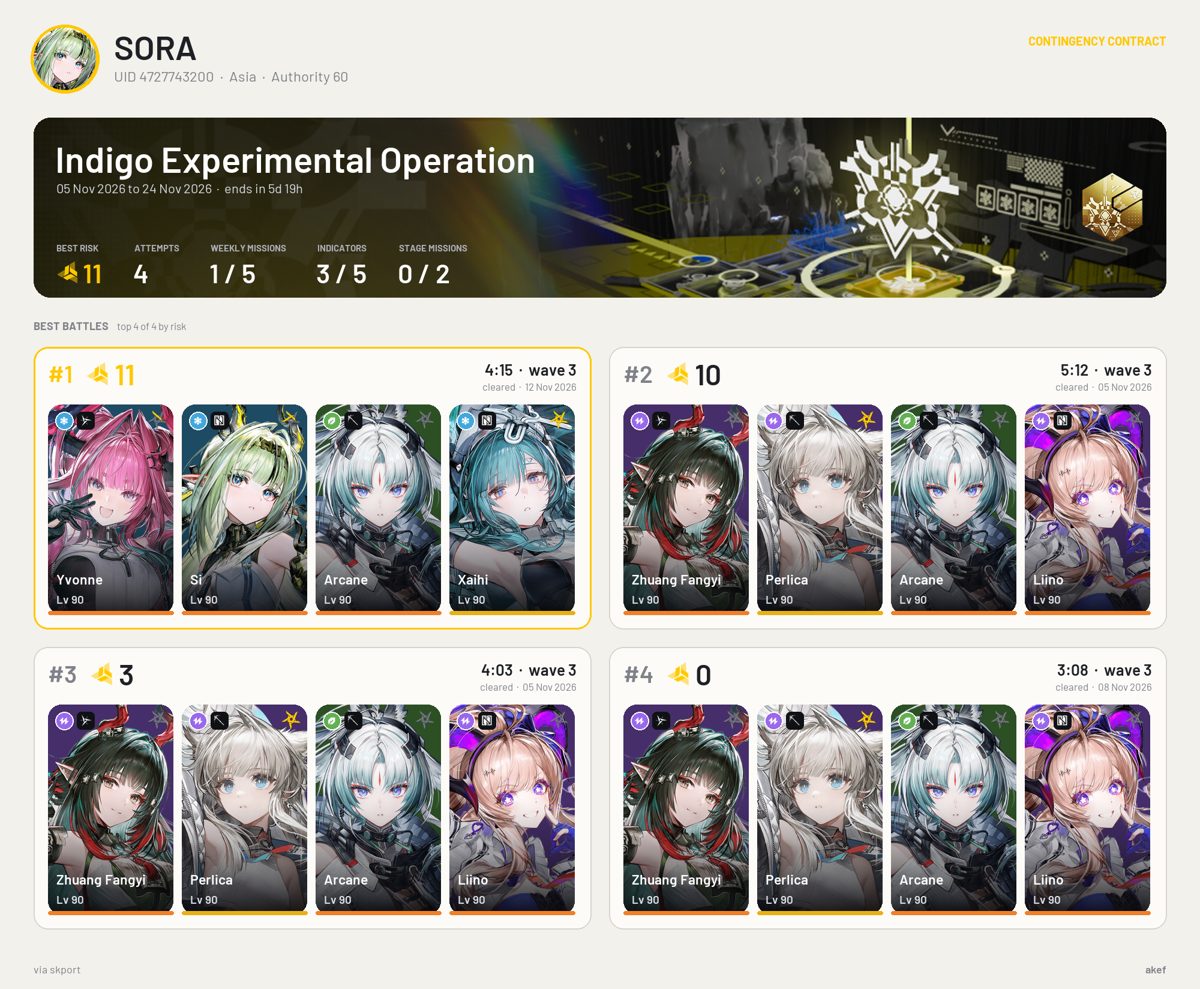 SORA
UID 4727743200 · Asia · Authority 60
CONTINGENCY CONTRACT
Indigo Experimental Operation
05 Nov 2026 to 24 Nov 2026 · ends in 5d 19h
BEST RISK ATTEMPTS WEEKLY MISSIONS INDICATORS STAGE MISSIONS
11 4 1 / 5 3 / 5 0 / 2
BEST BATTLES top 4 of 4 by risk
#1 11 4:15 · wave 3
cleared · 12 Nov 2026
Yvonne Si Arcane Xaihi
Lv 90 Lv 90 Lv 90 Lv 90
#2 10 5:12 · wave 3
cleared · 05 Nov 2026
Zhuang Fangyi Perlica Arcane Liino
Lv 90 Lv 90 Lv 90 Lv 90
#3 3 4:03 · wave 3
cleared · 05 Nov 2026
Zhuang Fangyi Perlica Arcane Liino
Lv 90 Lv 90 Lv 90 Lv 90
#4 0 3:08 · wave 3
cleared · 08 Nov 2026
Zhuang Fangyi Perlica Arcane Liino
Lv 90 Lv 90 Lv 90 Lv 90
via skport
akef